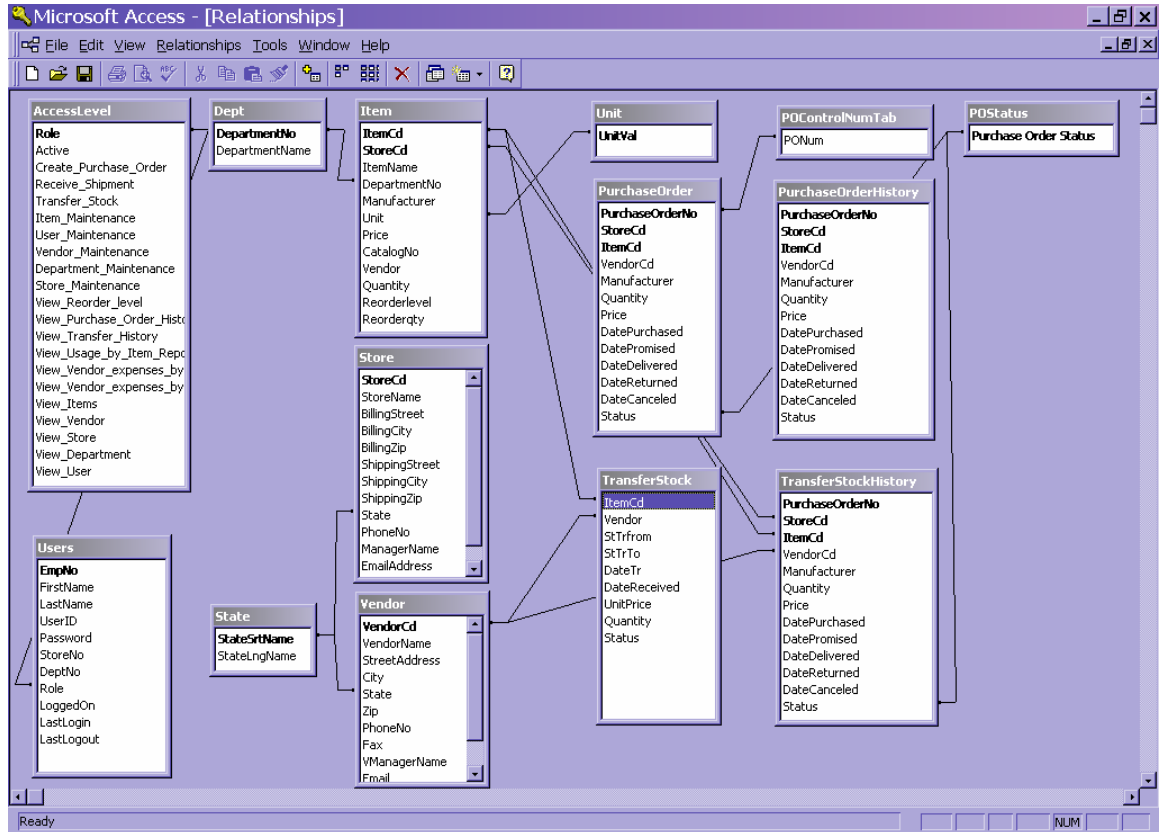 Microsoft Access - [Relationships]
File Edit View Relationships Tools Window Help
AccessLevel
Role
Active
Create_Purchase_Order
Receive_Shipment
Transfer_Stock
Item_Maintenance
User_Maintenance
Vendor_Maintenance
Department_Maintenance
Store_Maintenance
View_Reorder_level
View_Purchase_Order_Histo
View_Transfer_History
View_Usage_by_Item_Repo
View_Vendor_expenses_by
View_Vendor_expenses_by
View_Items
View_Vendor
View_Store
View_Department
View_User
Dept
DepartmentNo
DepartmentName
Item
ItemCd
StoreCd
ItemName
DepartmentNo
Manufacturer
Unit
Price
CatalogNo
Vendor
Quantity
Reorderlevel
Reorderqty
Unit
UnitVal
POControlNumTab
PONum
POStatus
Purchase Order Status
PurchaseOrder
PurchaseOrderNo
StoreCd
ItemCd
VendorCd
Manufacturer
Quantity
Price
DatePurchased
DatePromised
DateDelivered
DateReturned
DateCanceled
Status
PurchaseOrderHistory
PurchaseOrderNo
StoreCd
ItemCd
VendorCd
Manufacturer
Quantity
Price
DatePurchased
DatePromised
DateDelivered
DateReturned
DateCanceled
Status
Store
StoreCd
StoreName
BillingStreet
BillingCity
BillingZip
ShippingStreet
ShippingCity
ShippingZip
State
PhoneNo
ManagerName
EmailAddress
TransferStock
ItemCd
Vendor
StTrfrom
StTrTo
DateTr
DateReceived
UnitPrice
Quantity
Status
TransferStockHistory
PurchaseOrderNo
StoreCd
ItemCd
VendorCd
Manufacturer
Quantity
Price
DatePurchased
DatePromised
DateDelivered
DateReturned
DateCanceled
Status
Users
EmpNo
FirstName
LastName
UserID
Password
StoreNo
DeptNo
Role
LoggedOn
LastLogin
LastLogout
State
StateSrtName
StateLngName
Vendor
VendorCd
VendorName
StreetAddress
City
State
Zip
PhoneNo
Fax
VManagerName
Email
Ready
NUM